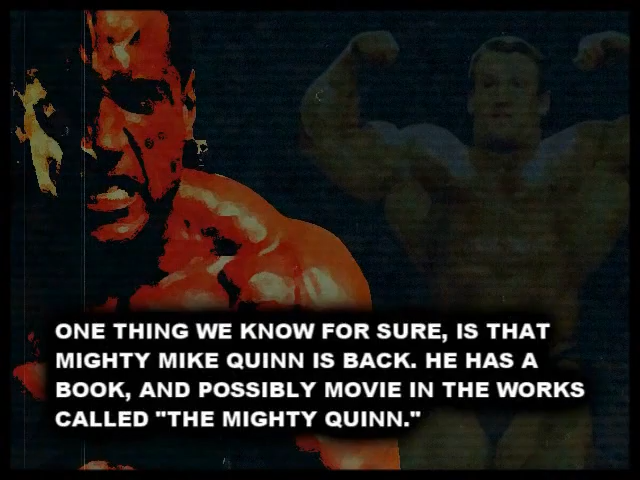 ONE THING WE KNOW FOR SURE, IS THAT
MIGHTY MIKE QUINN IS BACK. HE HAS A
BOOK, AND POSSIBLY MOVIE IN THE WORKS
CALLED "THE MIGHTY QUINN."